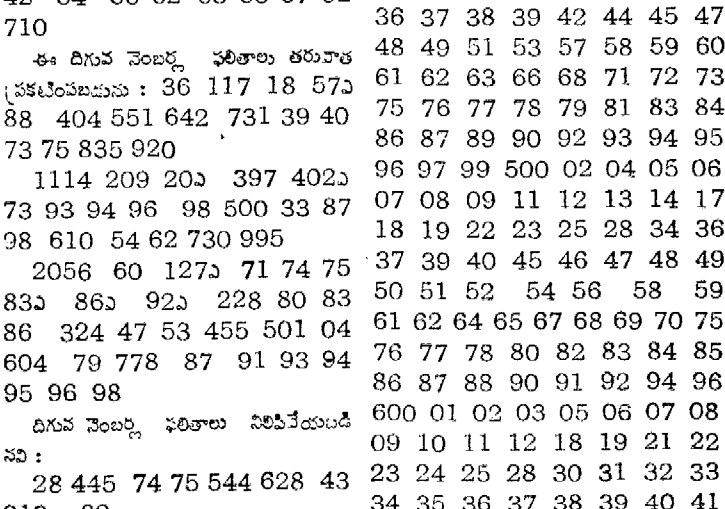 710
ఈ దిగువ నెంబర్ల ఫలితాలు తరువాత
ప్రకటింపబడును : 36 117 18 57ఎ
88 404 551 642 731 39 40
73 75 835 920
1114 209 20ఎ 397 402ఎ
73 93 94 96 98 500 33 87
98 610 54 62 730 995
2056 60 127ఎ 71 74 75
83ఎ 86ఎ 92ఎ 228 80 83
86 324 47 53 455 501 04
604 79 778 87 91 93 94
95 96 98
దిగువ నెంబర్ల ఫలితాలు నిలిపివేయబడి
నవి :
28 445 74 75 544 628 43
36 37 38 39 42 44 45 47
48 49 51 53 57 58 59 60
61 62 63 66 68 71 72 73
75 76 77 78 79 81 83 84
86 87 89 90 92 93 94 95
96 97 99 500 02 04 05 06
07 08 09 11 12 13 14 17
18 19 22 23 25 28 34 36
37 39 40 45 46 47 48 49
50 51 52 54 56 58 59
61 62 64 65 67 68 69 70 75
76 77 78 80 82 83 84 85
86 87 88 90 91 92 94 96
600 01 02 03 05 06 07 08
09 10 11 12 18 19 21 22
23 24 25 28 30 31 32 33
34 35 36 37 38 39 40 41